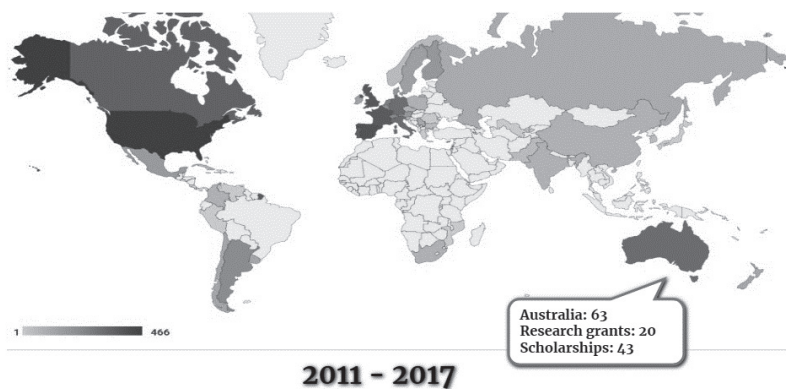 1 466
Australia: 63
Research grants: 20
Scholarships: 43
2011 - 2017